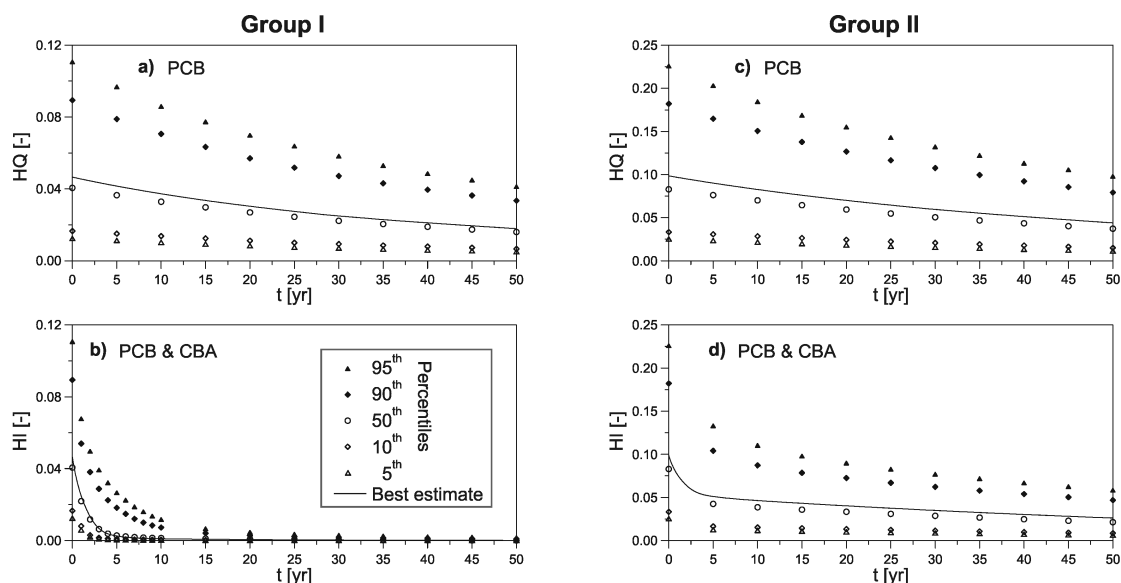 Group I
Group II
0.12
0.08
0.04
0.00
HQ [-]
a) PCB
0 5 10 15 20 25 30 35 40 45 50
t [yr]
0.25
0.20
0.15
0.10
0.05
0.00
HQ [-]
c) PCB
0 5 10 15 20 25 30 35 40 45 50
t [yr]
0.12
0.08
0.04
0.00
HI [-]
b) PCB & CBA
95th
90th
50th
10th
5th
Percentiles
Best estimate
0 5 10 15 20 25 30 35 40 45 50
t [yr]
0.25
0.20
0.15
0.10
0.05
0.00
HI [-]
d) PCB & CBA
0 5 10 15 20 25 30 35 40 45 50
t [yr]